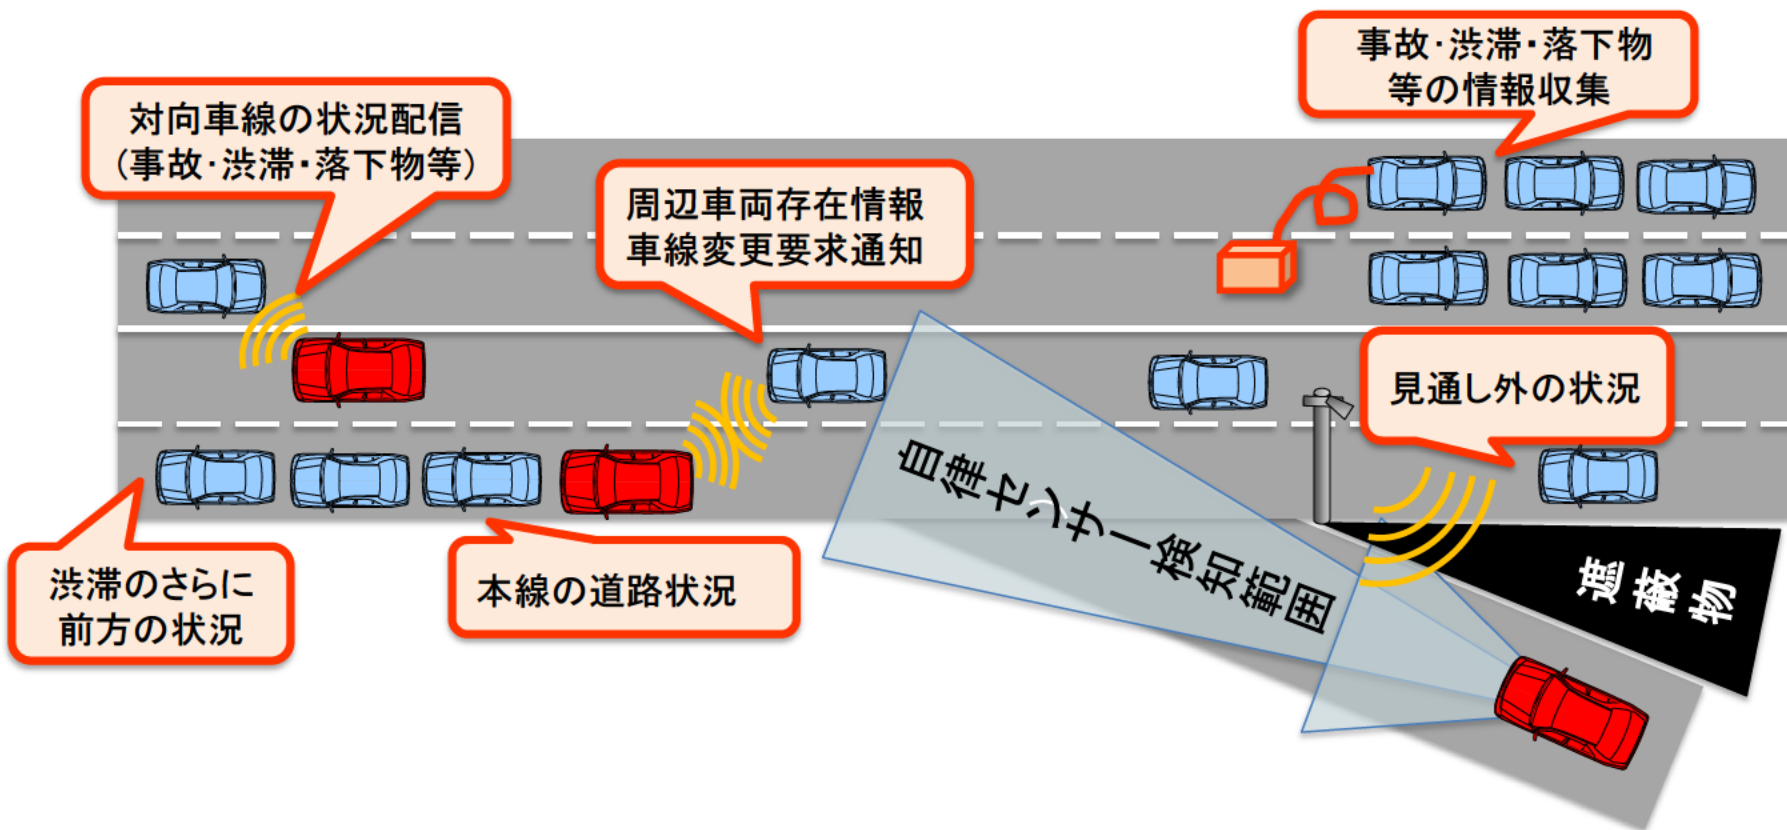 事故・渋滞・落下物
等の情報収集
対向車線の状況配信
（事故・渋滞・落下物等）
周辺車両存在情報
車線変更要求通知
見通し外の状況
自律センサー検知範囲
遮蔽物
渋滞のさらに
前方の状況
本線の道路状況